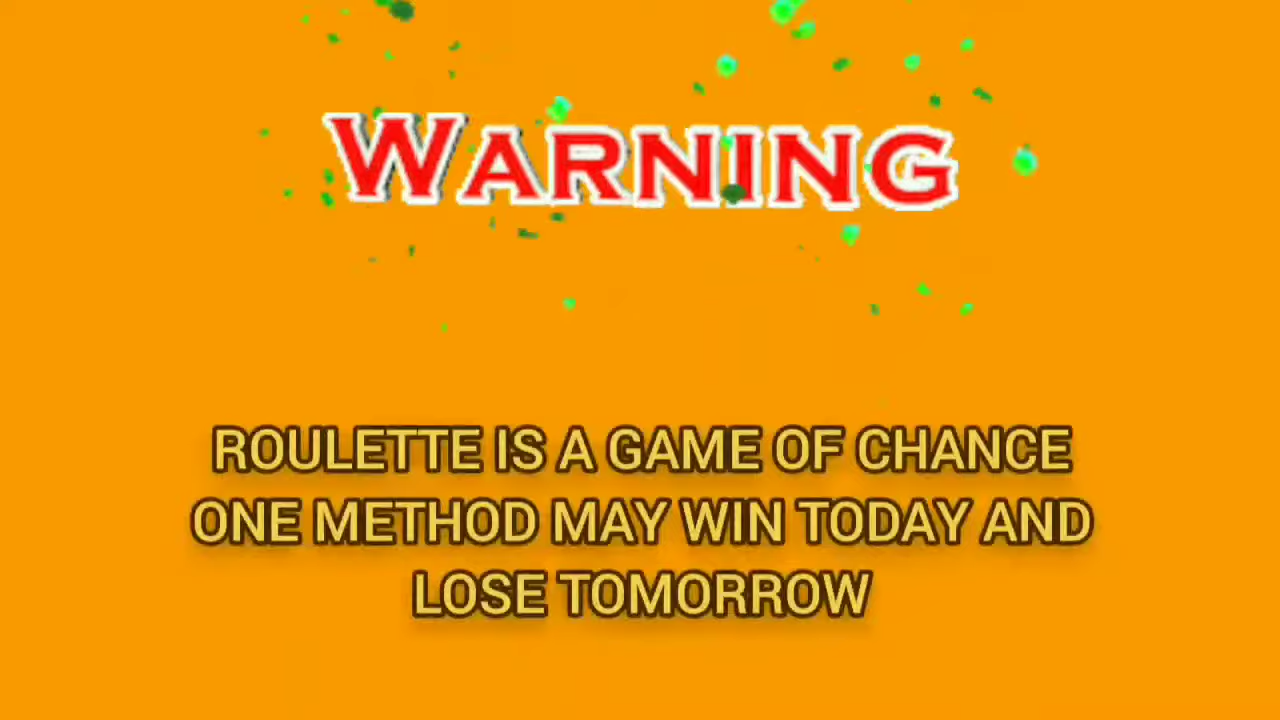 WARNING
ROULETTE IS A GAME OF CHANCE
ONE METHOD MAY WIN TODAY AND
LOSE TOMORROW